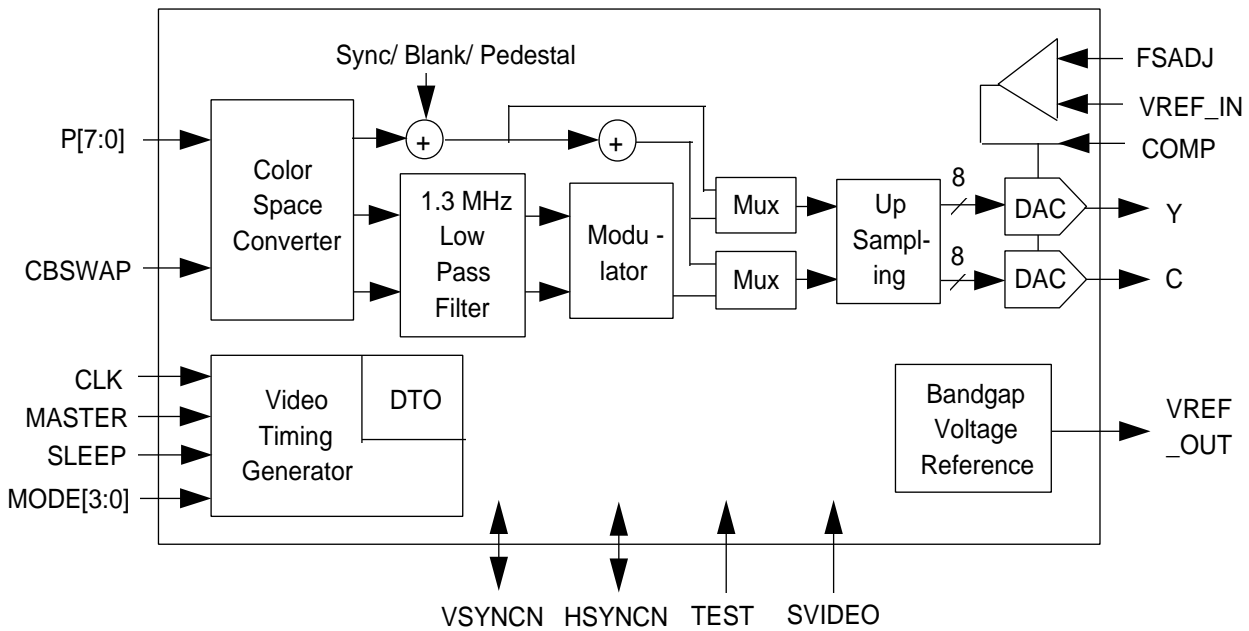 Sync/ Blank/ Pedestal
FSADJ
VREF_IN
COMP
P[7:0]
CBSWAP
Color
Space
Converter
+
+
1.3 MHz
Low
Pass
Filter
Modu -
lator
Mux
Mux
Up
Sampl-
ing
8
8
DAC
DAC
Y
C
CLK
MASTER
SLEEP
MODE[3:0]
Video
Timing
Generator
DTO
Bandgap
Voltage
Reference
VREF
_OUT
VSYNCN
HSYNCN
TEST
SVIDEO